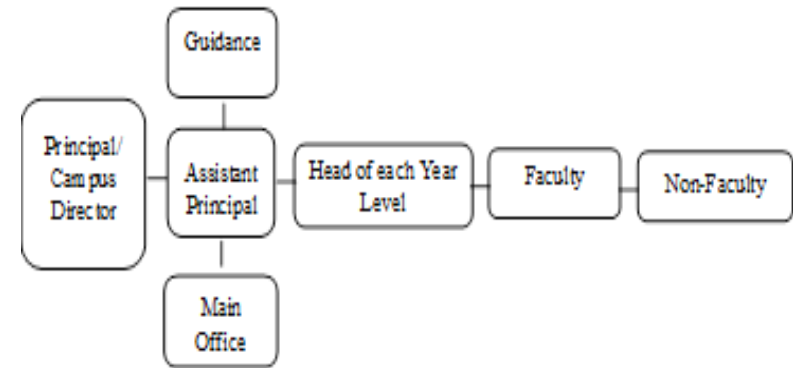 Guidance
Principal/
Campus
Director
Assistant
Principal
Head of each Year
Level
Faculty
Non-Faculty
Main
Office